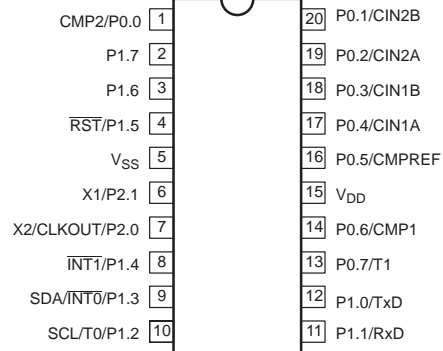 CMP2/P0.0 1 20 P0.1/CIN2B
P1.7 2 19 P0.2/CIN2A
P1.6 3 18 P0.3/CIN1B
RST/P1.5 4 17 P0.4/CIN1A
VSS 5 16 P0.5/CMPREF
X1/P2.1 6 15 VDD
X2/CLKOUT/P2.0 7 14 P0.6/CMP1
INT1/P1.4 8 13 P0.7/T1
SDA/INT0/P1.3 9 12 P1.0/TxD
SCL/T0/P1.2 10 11 P1.1/RxD